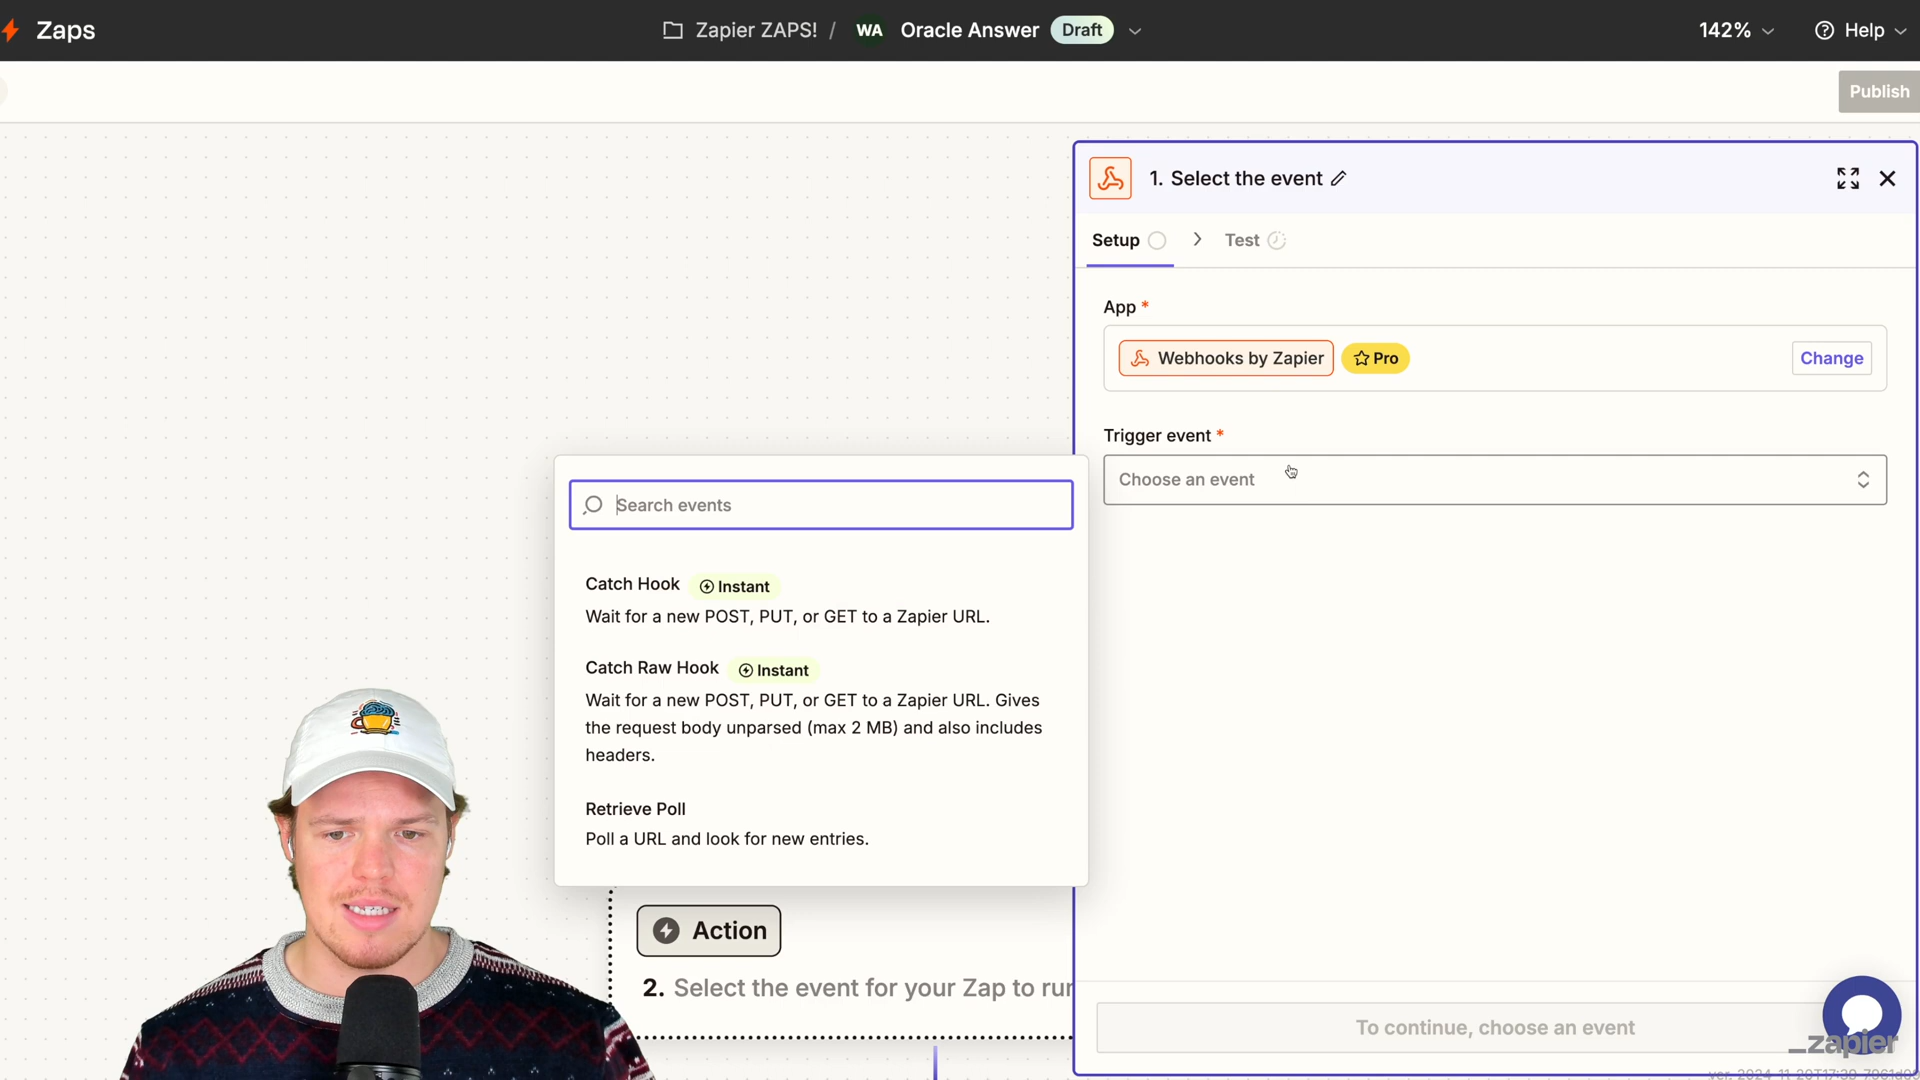 Zaps
Zapier ZAPS! / WA Oracle Answer Draft
142%
Help
Publish
1. Select the event
Setup
Test
App *
Webhooks by Zapier
Pro
Change
Trigger event *
Choose an event
Search events
Catch Hook Instant
Wait for a new POST, PUT, or GET to a Zapier URL.
Catch Raw Hook Instant
Wait for a new POST, PUT, or GET to a Zapier URL. Gives
the request body unparsed (max 2 MB) and also includes
headers.
Retrieve Poll
Poll a URL and look for new entries.
Action
2. Select the event for your Zap to run
To continue, choose an event
_zapier